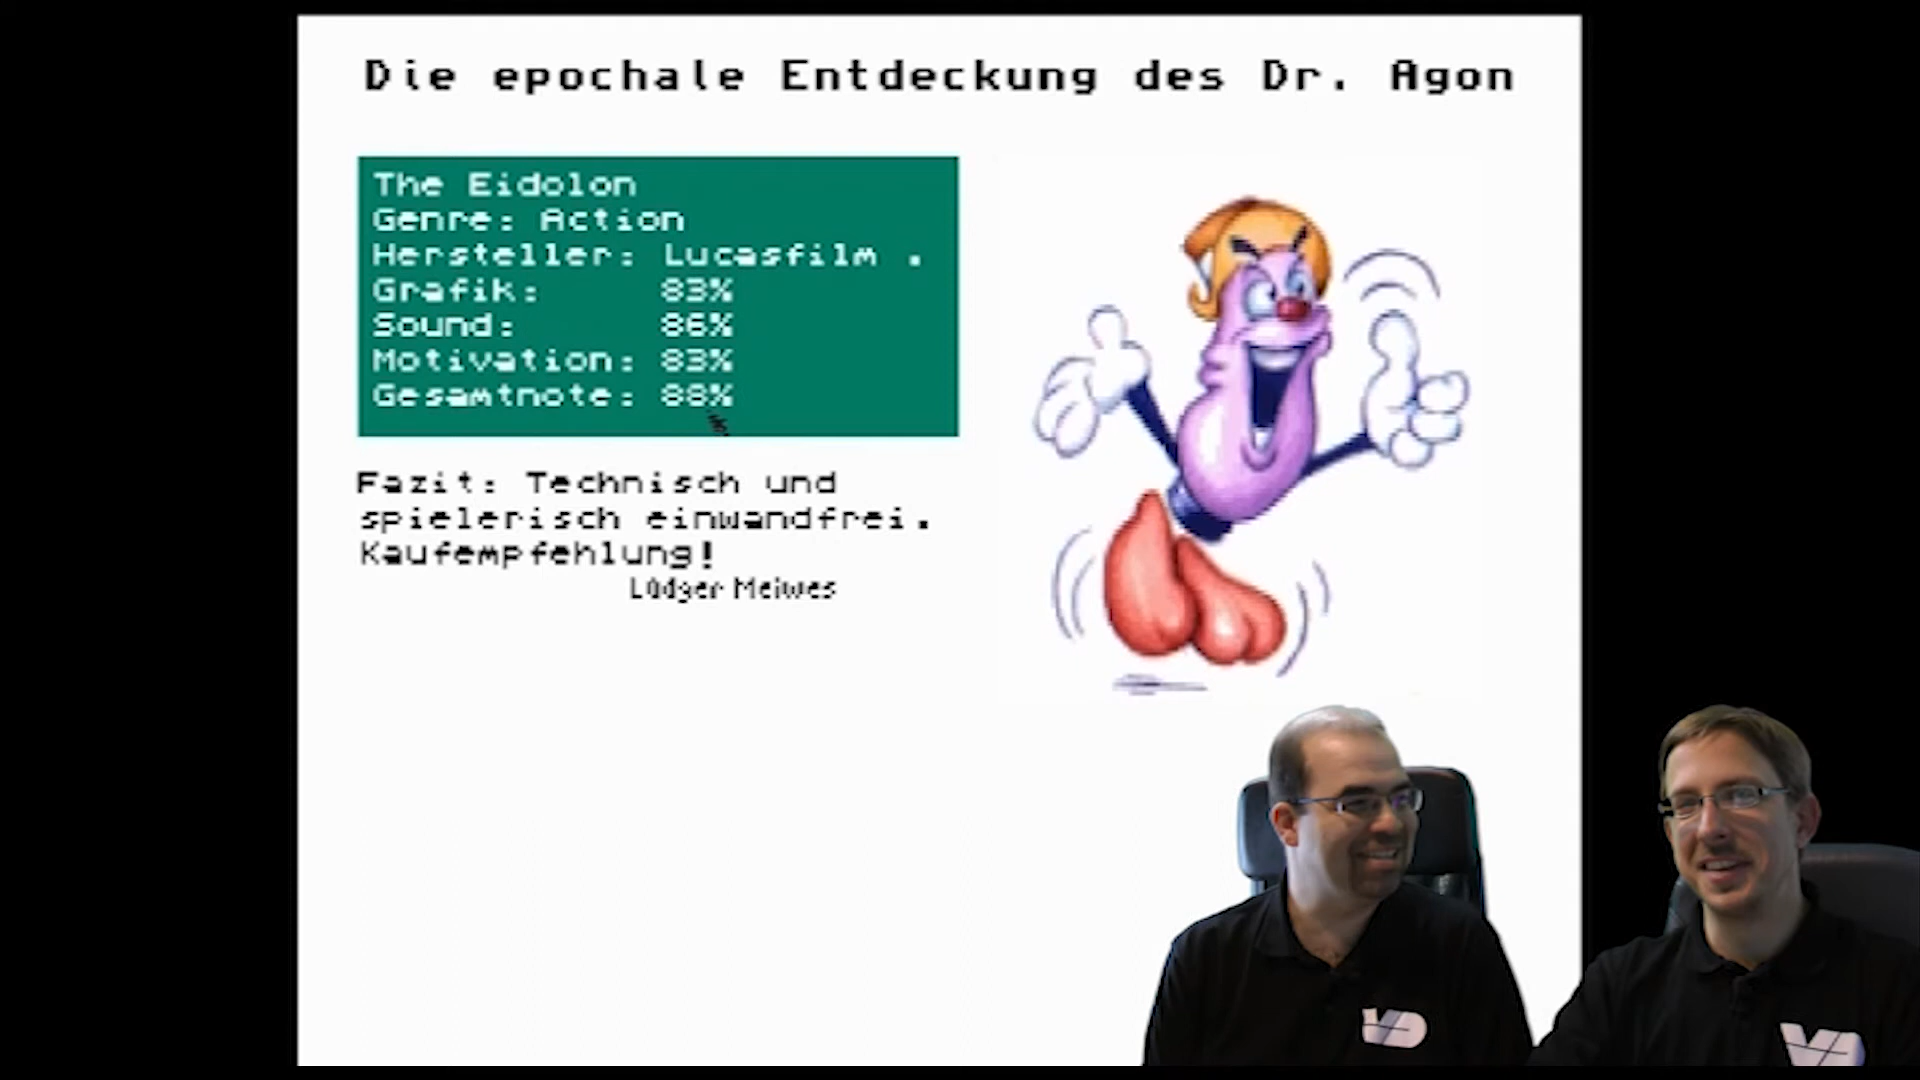 Die epochale Entdeckung des Dr. Agon
The Eidolon
Genre: Action
Hersteller: Lucasfilm .
Grafik: 83%
Sound: 86%
Motivation: 83%
Gesamtnote: 88%
Fazit: Technisch und
spielerisch einwandfrei.
Kaufempfehlung!
Lüdger Meiwes